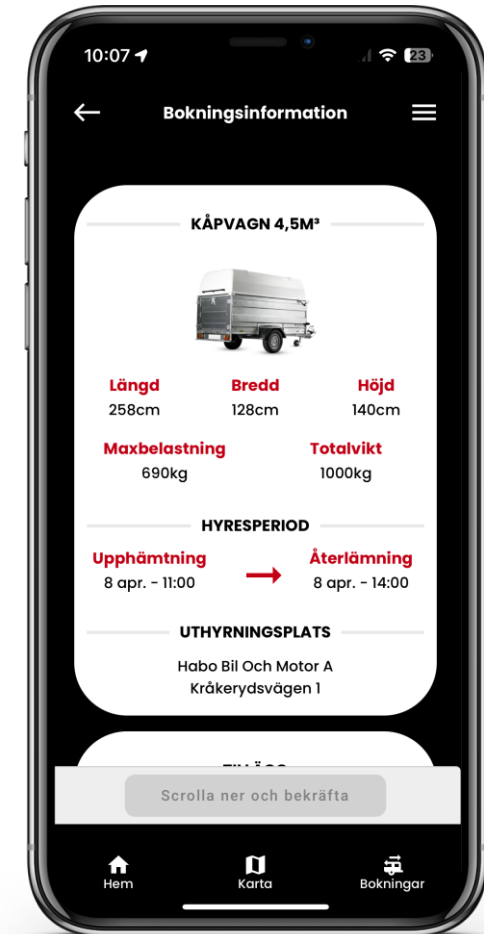 10:07
23
Bokningsinformation
KÅPVAGN 4,5M³
Längd Bredd Höjd
258cm 128cm 140cm
Maxbelastning Totalvikt
690kg 1000kg
HYRESPERIOD
Upphämtning Återlämning
8 apr. - 11:00 8 apr. - 14:00
UTHYRNINGSPLATS
Habo Bil Och Motor A
Kråkerydsvägen 1
Scrolla ner och bekräfta
Hem Karta Bokningar